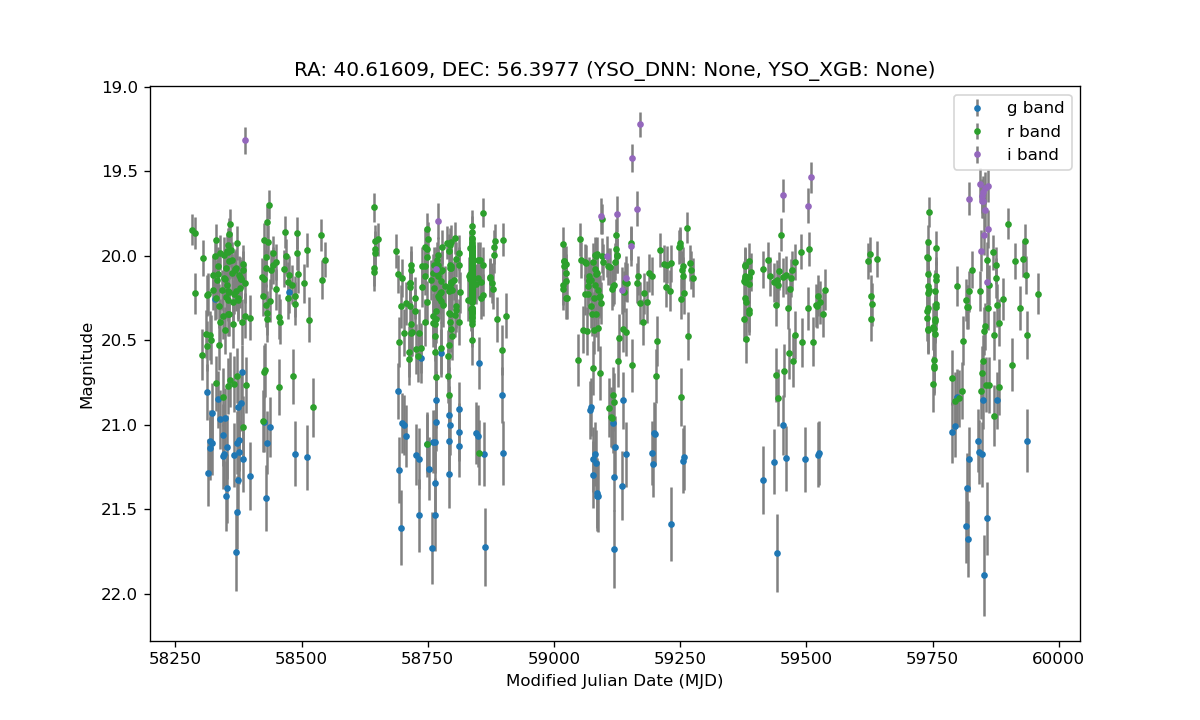 RA: 40.61609, DEC: 56.3977 (YSO_DNN: None, YSO_XGB: None)
g band
r band
i band
19.0
19.5
20.0
20.5
21.0
21.5
22.0
Magnitude
58250 58500 58750 59000 59250 59500 59750 60000
Modified Julian Date (MJD)